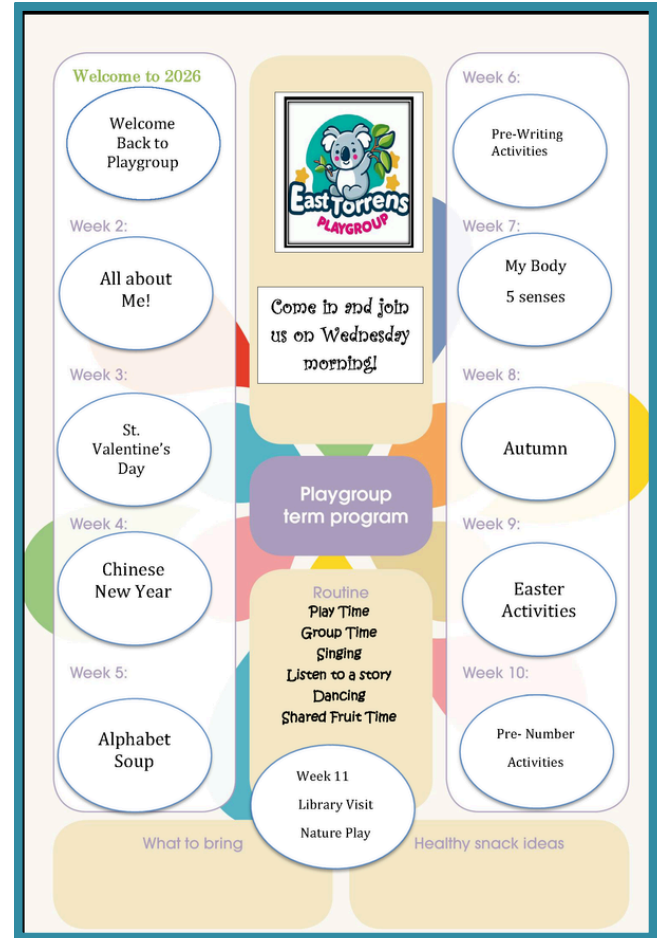 Welcome to 2026
Welcome
Back to
Playgroup
Week 2:
All about
Me!
Week 3:
St.
Valentine's
Day
Week 4:
Chinese
New Year
Week 5:
Alphabet
Soup
East Torrens
PLAYGROUP
Come in and join
us on Wednesday
morning!
Playgroup
term program
Routine
Play Time
Group Time
Singing
Listen to a story
Dancing
Shared Fruit Time
Week 11
Library Visit
Nature Play
Week 6:
Pre-Writing
Activities
Week 7:
My Body
5 senses
Week 8:
Autumn
Week 9:
Easter
Activities
Week 10:
Pre- Number
Activities
What to bring
Healthy snack ideas